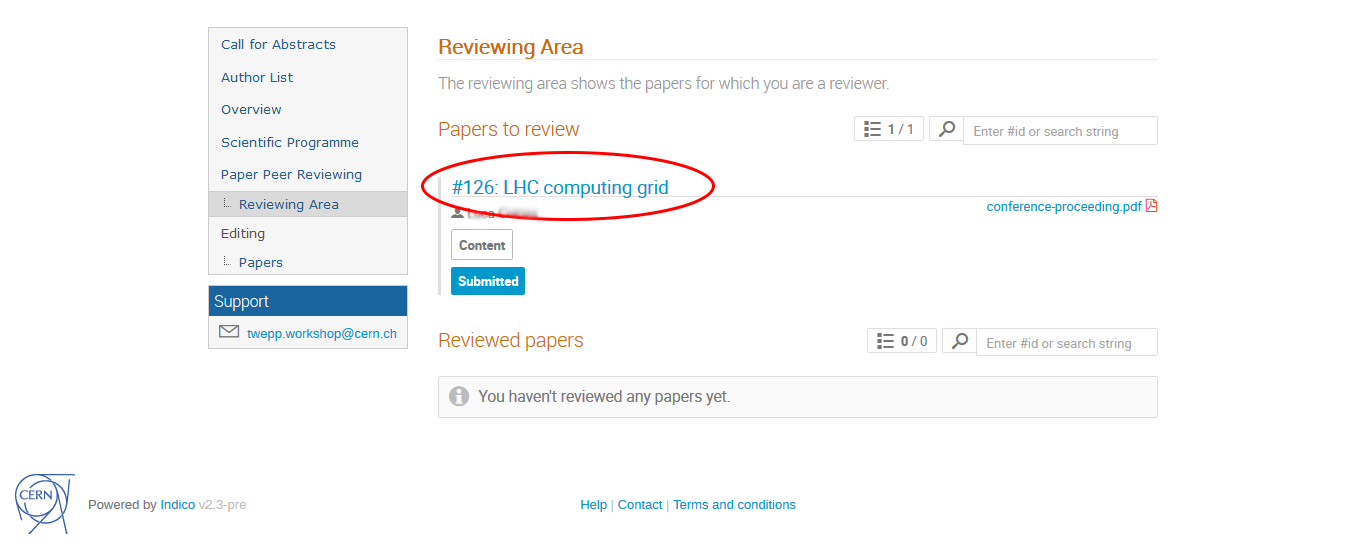 Call for Abstracts
Author List
Overview
Scientific Programme
Paper Peer Reviewing
Reviewing Area
Editing
Papers
Support
twepp.workshop@cern.ch
Reviewing Area
The reviewing area shows the papers for which you are a reviewer.
Papers to review
1 / 1
Enter #id or search string
#126: LHC computing grid
conference-proceeding.pdf
Content
Submitted
Reviewed papers
0 / 0
Enter #id or search string
You haven't reviewed any papers yet.
CERN
Powered by Indico v2.3-pre
Help | Contact | Terms and conditions